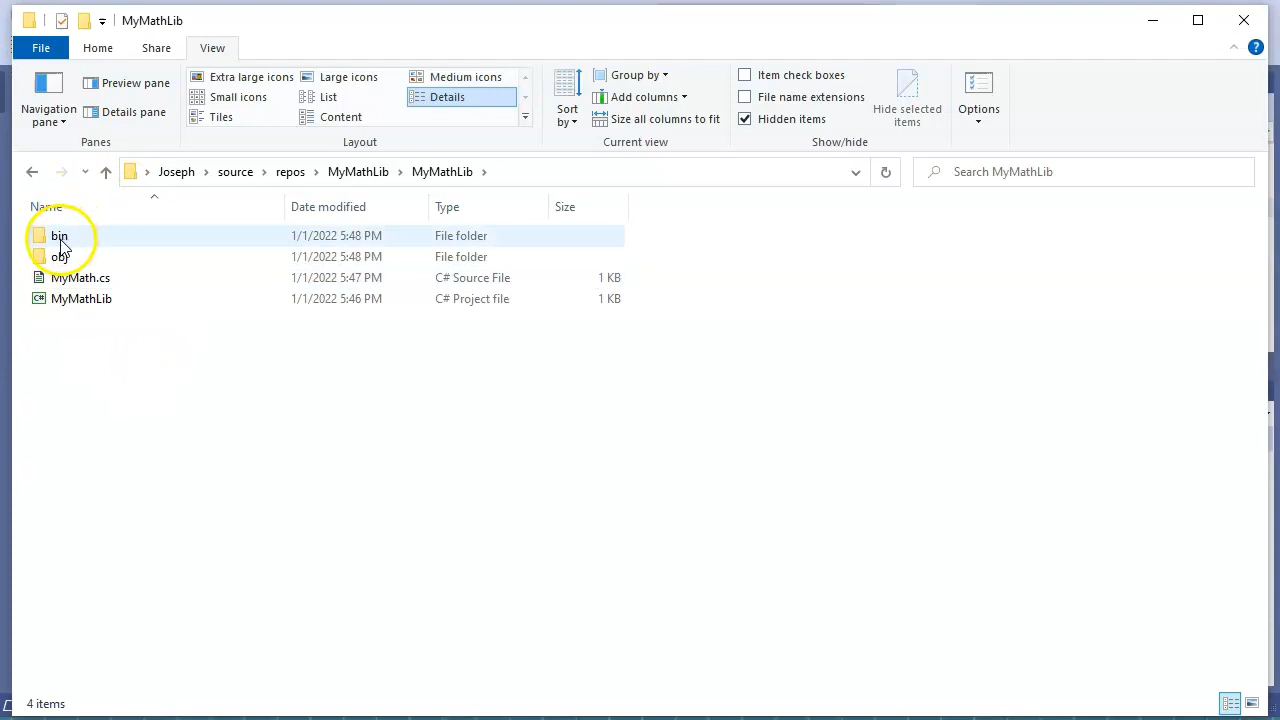 MyMathLib
File Home Share View
Navigation pane
Preview pane
Details pane
Panes
Extra large icons Large icons Medium icons
Small icons List Details
Tiles Content
Layout
Sort by
Group by
Add columns
Size all columns to fit
Current view
Item check boxes
File name extensions
Hidden items
Hide selected items
Show/hide
Options
Joseph source repos MyMathLib MyMathLib
Search MyMathLib
Name Date modified Type Size
bin 1/1/2022 5:48 PM File folder
obj 1/1/2022 5:48 PM File folder
MyMath.cs 1/1/2022 5:47 PM C# Source File 1 KB
C# MyMathLib 1/1/2022 5:46 PM C# Project file 1 KB
4 items